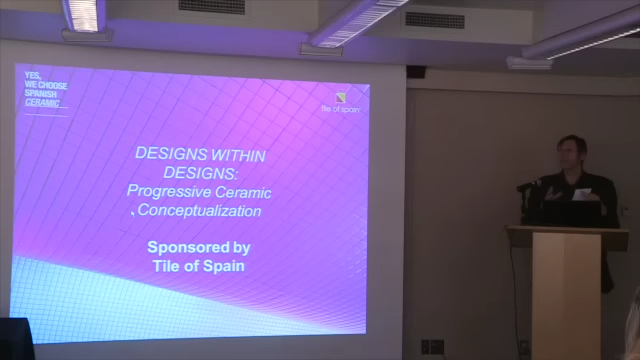 YES,
WE CHOOSE
SPANISH
CERAMIC
Tile of spain
DESIGNS WITHIN
DESIGNS:
Progressive Ceramic
Conceptualization
Sponsored by
Tile of Spain